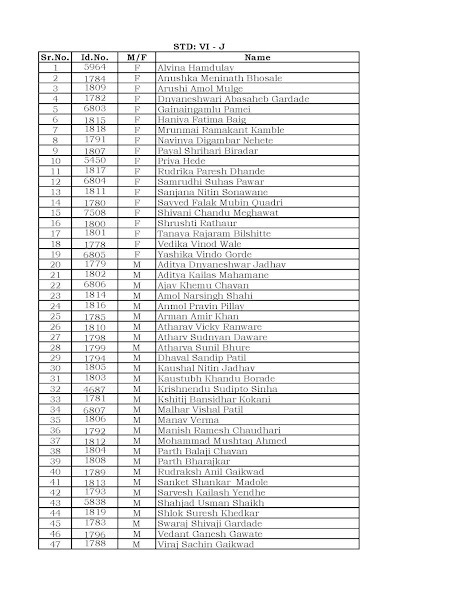 STD: VI - J
Sr.No. Id.No. M/F Name
1 5964 F Alvina Hamdulay
2 1784 F Anushka Meninath Bhosale
3 1809 F Arushi Amol Mulge
4 1782 F Dnyaneshwari Abasaheb Gardade
5 6803 F Gainaingamlu Pamei
6 1815 F Haniya Fatima Baig
7 1818 F Mrunmai Ramakant Kamble
8 1791 F Navinya Digambar Nehete
9 1807 F Payal Shrihari Biradar
10 5450 F Priya Hede
11 1817 F Rudrika Paresh Dhande
12 6804 F Samrudhi Suhas Pawar
13 1811 F Sanjana Nitin Sonawane
14 1780 F Sayyed Falak Mubin Quadri
15 7508 F Shivani Chandu Meghawat
16 1800 F Shrushti Rathaur
17 1801 F Tanaya Rajaram Bilshitte
18 1778 F Vedika Vinod Wale
19 6805 F Yashika Vindo Gorde
20 1779 M Aditya Dnyaneshwar Jadhav
21 1802 M Aditya Kailas Mahamane
22 6806 M Ajay Khemu Chavan
23 1814 M Amol Narsingh Shahi
24 1816 M Anmol Pravin Pillay
25 1785 M Arman Amir Khan
26 1810 M Atharav Vicky Ranware
27 1798 M Atharv Sudnyan Daware
28 1799 M Atharva Sunil Bhure
29 1794 M Dhaval Sandip Patil
30 1805 M Kaushal Nitin Jadhav
31 1803 M Kaustubh Khandu Borade
32 4687 M Krishnendu Sudipto Sinha
33 1781 M Kshitij Bansidhar Kokani
34 6807 M Malhar Vishal Patil
35 1806 M Manav Verma
36 1792 M Manish Ramesh Chaudhari
37 1812 M Mohammad Mushtaq Ahmed
38 1804 M Parth Balaji Chavan
39 1808 M Parth Bharajkar
40 1789 M Rudraksh Anil Gaikwad
41 1813 M Sanket Shankar Madole
42 1793 M Sarvesh Kailash Yendhe
43 5838 M Shahjad Usman Shaikh
44 1819 M Shlok Suresh Khedkar
45 1783 M Swaraj Shivaji Gardade
46 1796 M Vedant Ganesh Gawate
47 1788 M Viraj Sachin Gaikwad